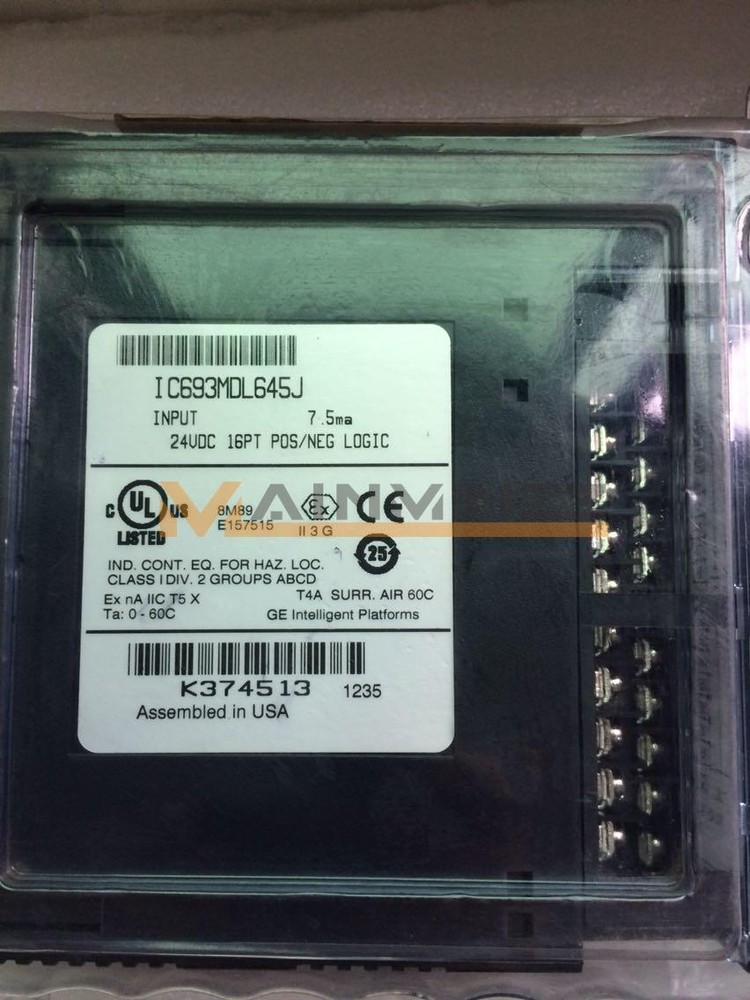 IC693MDL645J
INPUT 7.5ma
24VDC 16PT POS/NEG LOGIC
C UL US
LISTED
8M89
E157515
Ex
II 3 G
CE
25
IND. CONT. EQ. FOR HAZ. LOC.
CLASS I DIV. 2 GROUPS ABCD
Ex nA IIC T5 X T4A SURR. AIR 60C
Ta: 0 - 60C GE Intelligent Platforms
K374513 1235
Assembled in USA